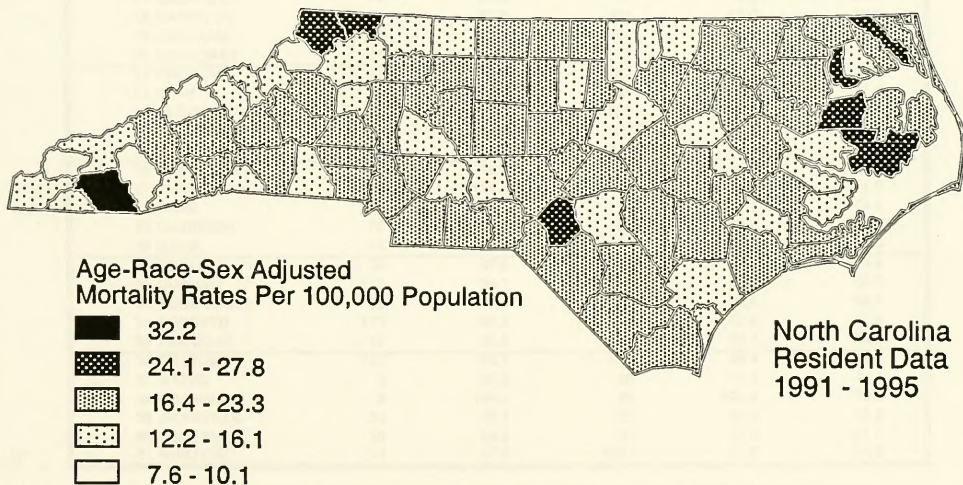 Age-Race-Sex Adjusted
Mortality Rates Per 100,000 Population
32.2
24.1 - 27.8
16.4 - 23.3
12.2 - 16.1
7.6 - 10.1
North Carolina
Resident Data
1991 - 1995